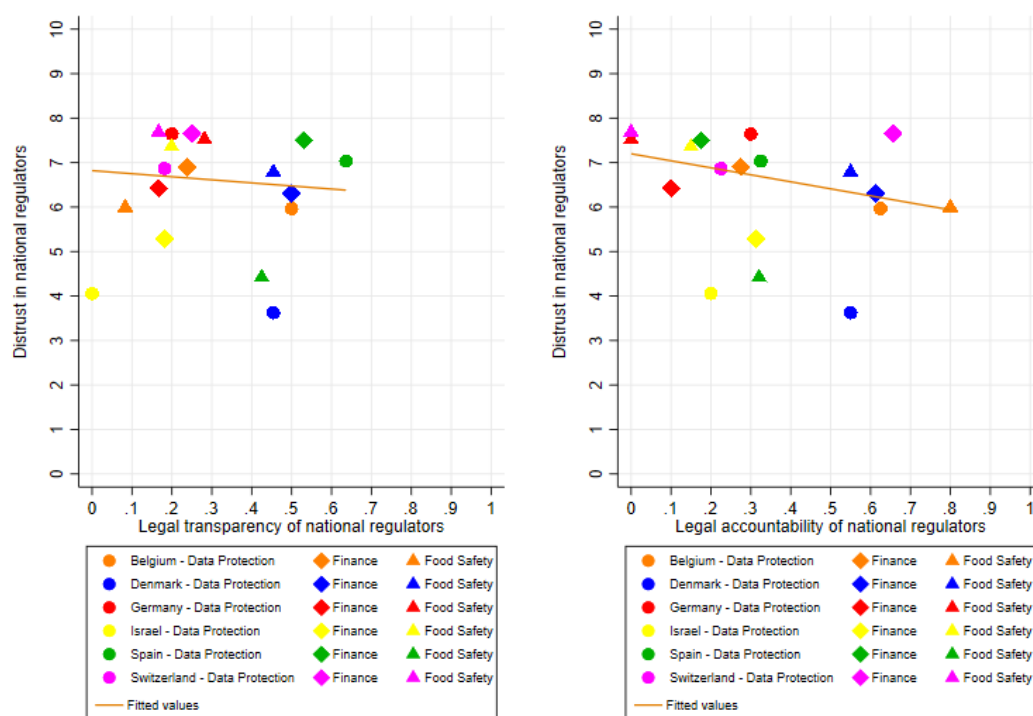 10
9
8
7
6
5
4
3
2
1
0
Distrust in national regulators
0 .1 .2 .3 .4 .5 .6 .7 .8 .9 1
Legal transparency of national regulators
Belgium - Data Protection Finance Food Safety
Denmark - Data Protection Finance Food Safety
Germany - Data Protection Finance Food Safety
Israel - Data Protection Finance Food Safety
Spain - Data Protection Finance Food Safety
Switzerland - Data Protection Finance Food Safety
Fitted values
10
9
8
7
6
5
4
3
2
1
0
Distrust in national regulators
0 .1 .2 .3 .4 .5 .6 .7 .8 .9 1
Legal accountability of national regulators
Belgium - Data Protection Finance Food Safety
Denmark - Data Protection Finance Food Safety
Germany - Data Protection Finance Food Safety
Israel - Data Protection Finance Food Safety
Spain - Data Protection Finance Food Safety
Switzerland - Data Protection Finance Food Safety
Fitted values